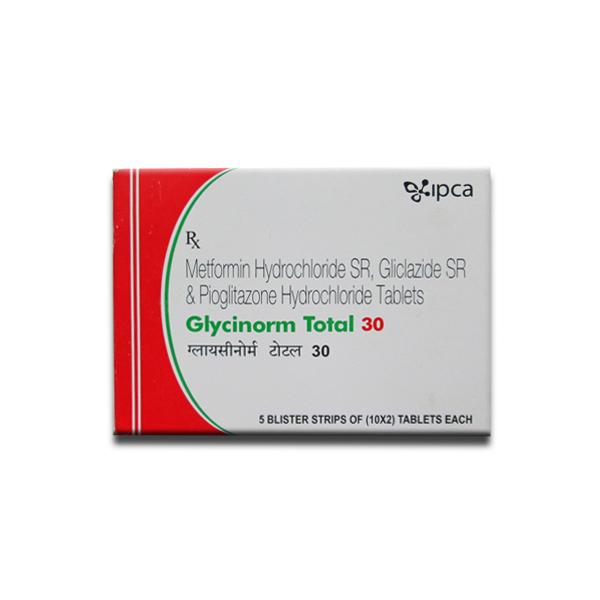 ipca
Rx
Metformin Hydrochloride SR, Gliclazide SR
& Pioglitazone Hydrochloride Tablets
Glycinorm Total 30
ग्लायसीनोर्म टोटल 30
5 BLISTER STRIPS OF (10X2) TABLETS EACH